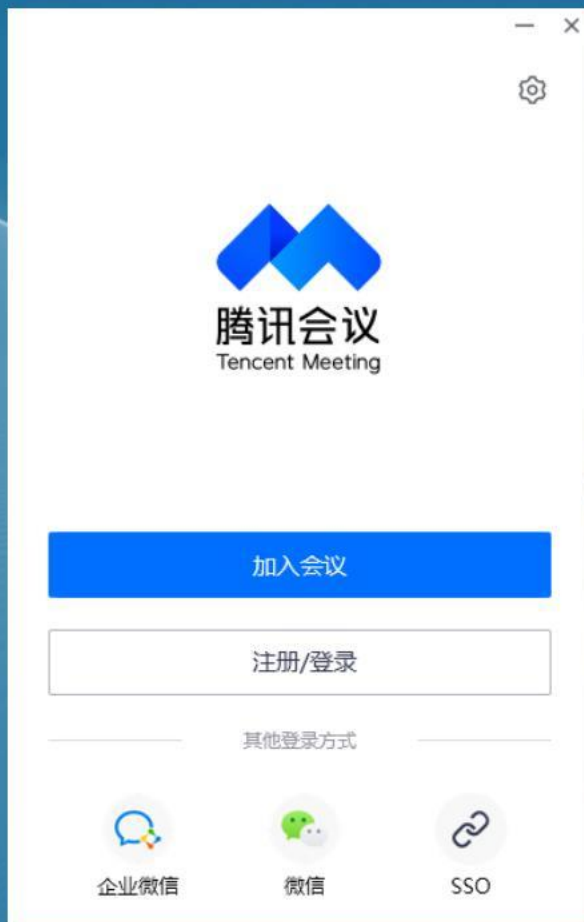 腾讯会议
Tencent Meeting
加入会议
注册/登录
其他登录方式
企业微信
微信
SSO